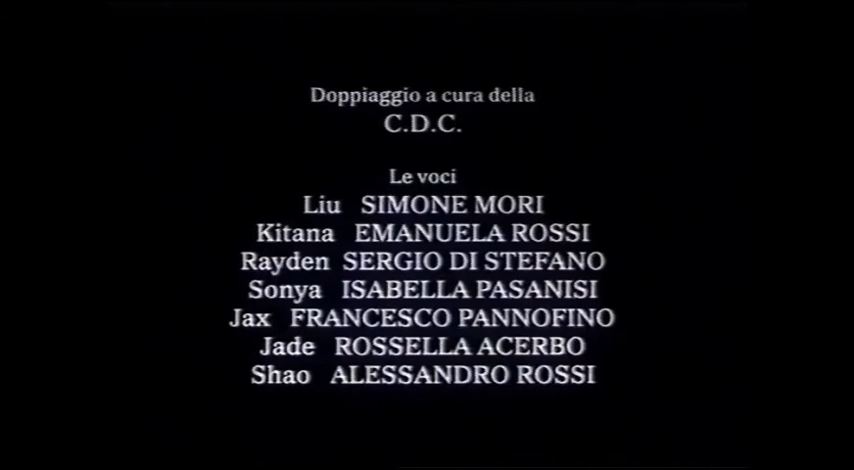 Doppiaggio a cura della
C.D.C.
Le voci
Liu SIMONE MORI
Kitana EMANUELA ROSSI
Rayden SERGIO DI STEFANO
Sonya ISABELLA PASANISI
Jax FRANCESCO PANNOFINO
Jade ROSSELLA ACERBO
Shao ALESSANDRO ROSSI